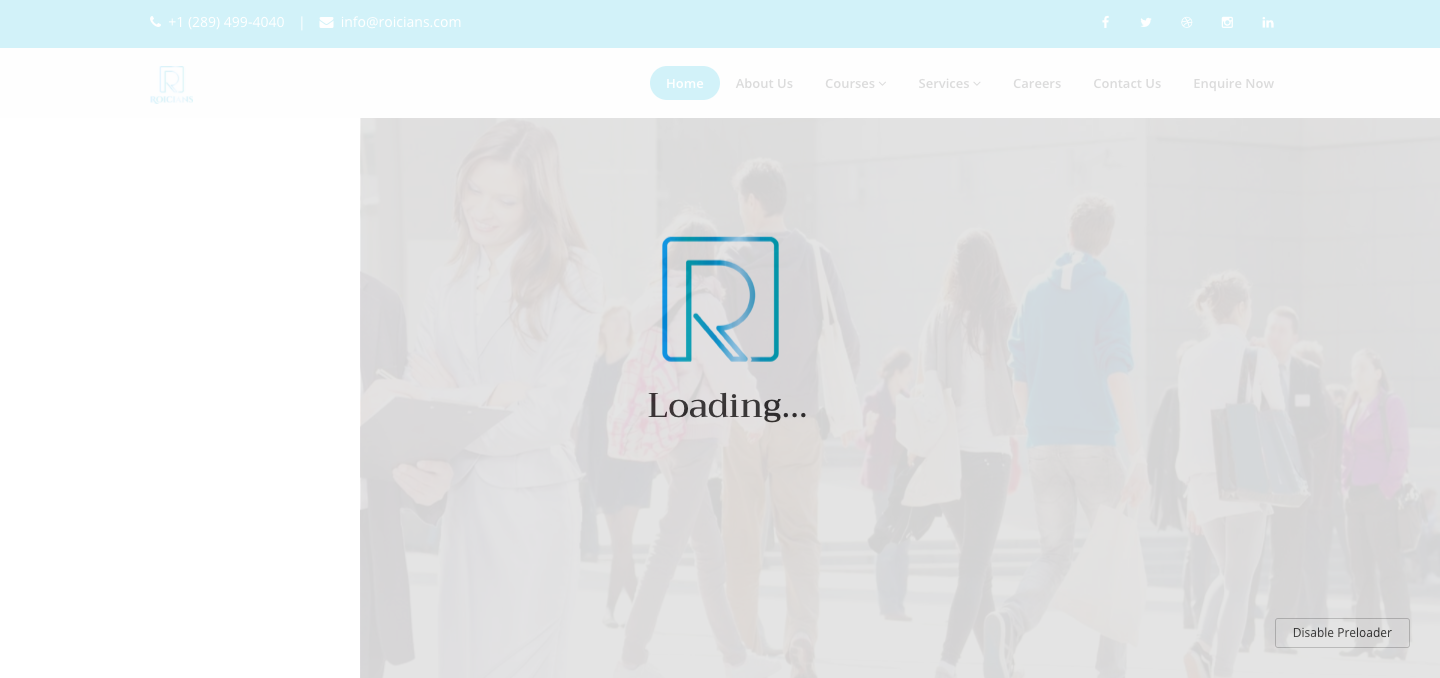 +1 (289) 499-4040 | info@roicians.com
ROICIANS
Home About Us Courses Services Careers Contact Us Enquire Now
Loading...
Disable Preloader